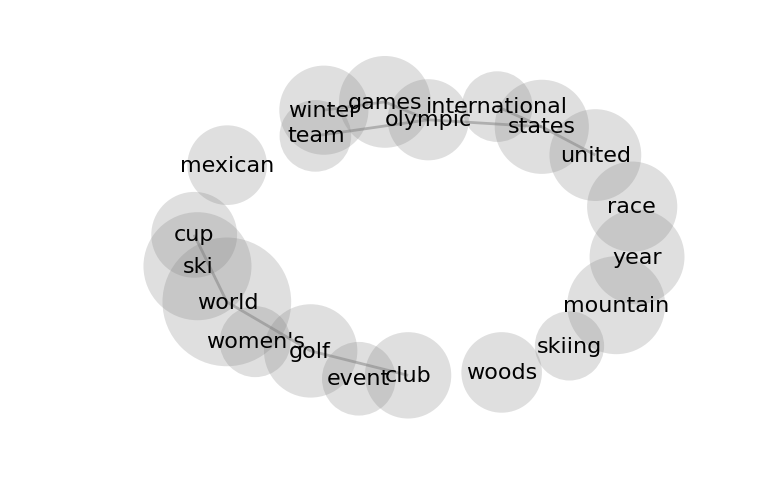 games
international
winter
olympic
states
team
united
mexican
race
cup
year
ski
world
mountain
women's
skiing
golf
woods
club
event